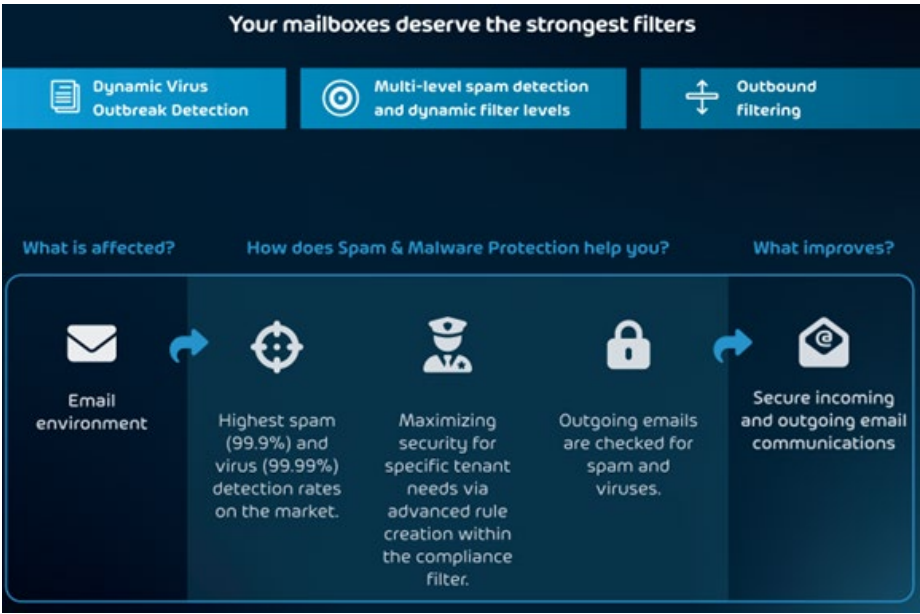 Your mailboxes deserve the strongest filters
Dynamic Virus
Outbreak Detection
Multi-level spam detection
and dynamic filter levels
Outbound
filtering
What is affected?
How does Spam & Malware Protection help you?
What improves?
Email
environment
Highest spam
(99.9%) and
virus (99.99%)
detection rates
on the market.
Maximizing
security for
specific tenant
needs via
advanced rule
creation within
the compliance
filter.
Outgoing emails
are checked for
spam and
viruses.
@
Secure incoming
and outgoing email
communications